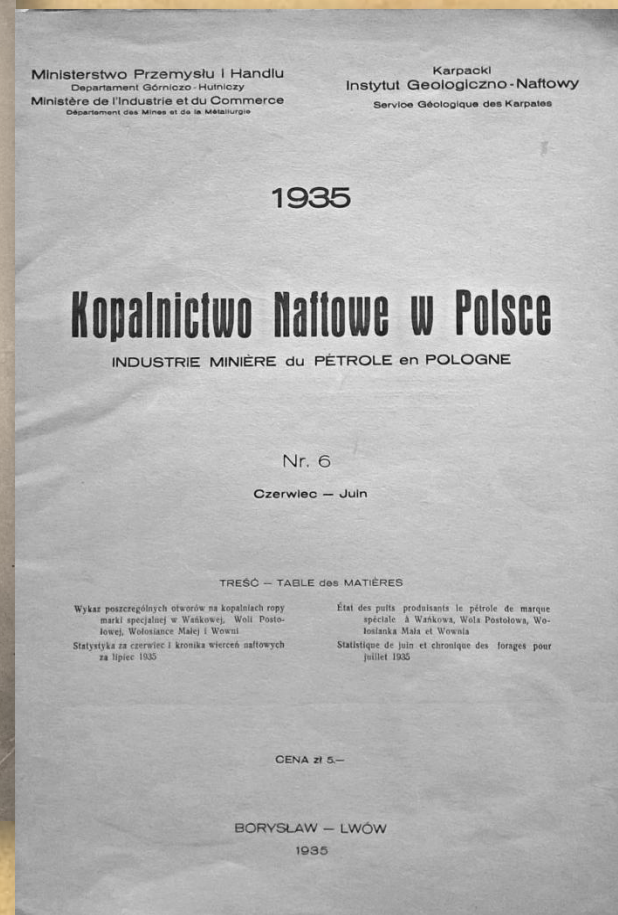 Ministerstwo Przemysłu i Handlu
Departament Górniczo-Hutniczy
Ministère de l'Industrie et du Commerce
Département des Mines et de la Métallurgie
Karpacki
Instytut Geologiczno-Naftowy
Service Géologique des Karpates
1935
Kopalnictwo Naftowe w Polsce
INDUSTRIE MINIÈRE du PÉTROLE en POLOGNE
Nr. 6
Czerwiec — Juin
TREŚĆ — TABLE des MATIÈRES
Wykaz poszczególnych otworów na kopalniach ropy
marki specjalnej w Wańkowej, Woli Posto-
łowej, Wołosiance Małej i Wowni
Statystyka za czerwiec i kronika wierceń naftowych
za lipiec 1935
État des puits produisants le pétrole de marque
spéciale à Wańkowa, Wola Postołowa, Wo-
łosianka Mała et Wownia
Statistique de juin et chronique des forages pour
juillet 1935
CENA zł 5.—
BORYSŁAW — LWÓW
1935